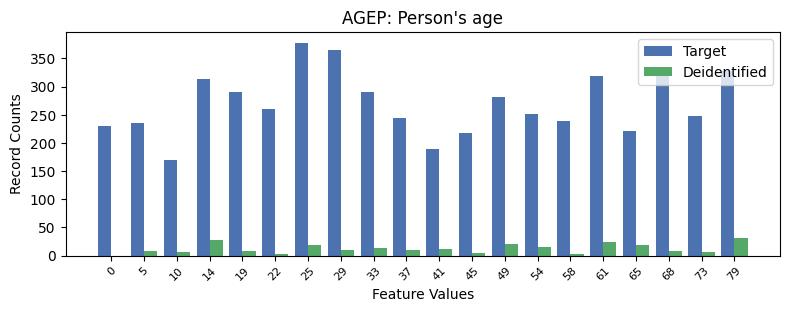 AGEP: Person's age
Record Counts
350
300
250
200
150
100
50
0
Target
Deidentified
0 5 10 14 19 22 25 29 33 37 41 45 49 54 58 61 65 68 73 79
Feature Values